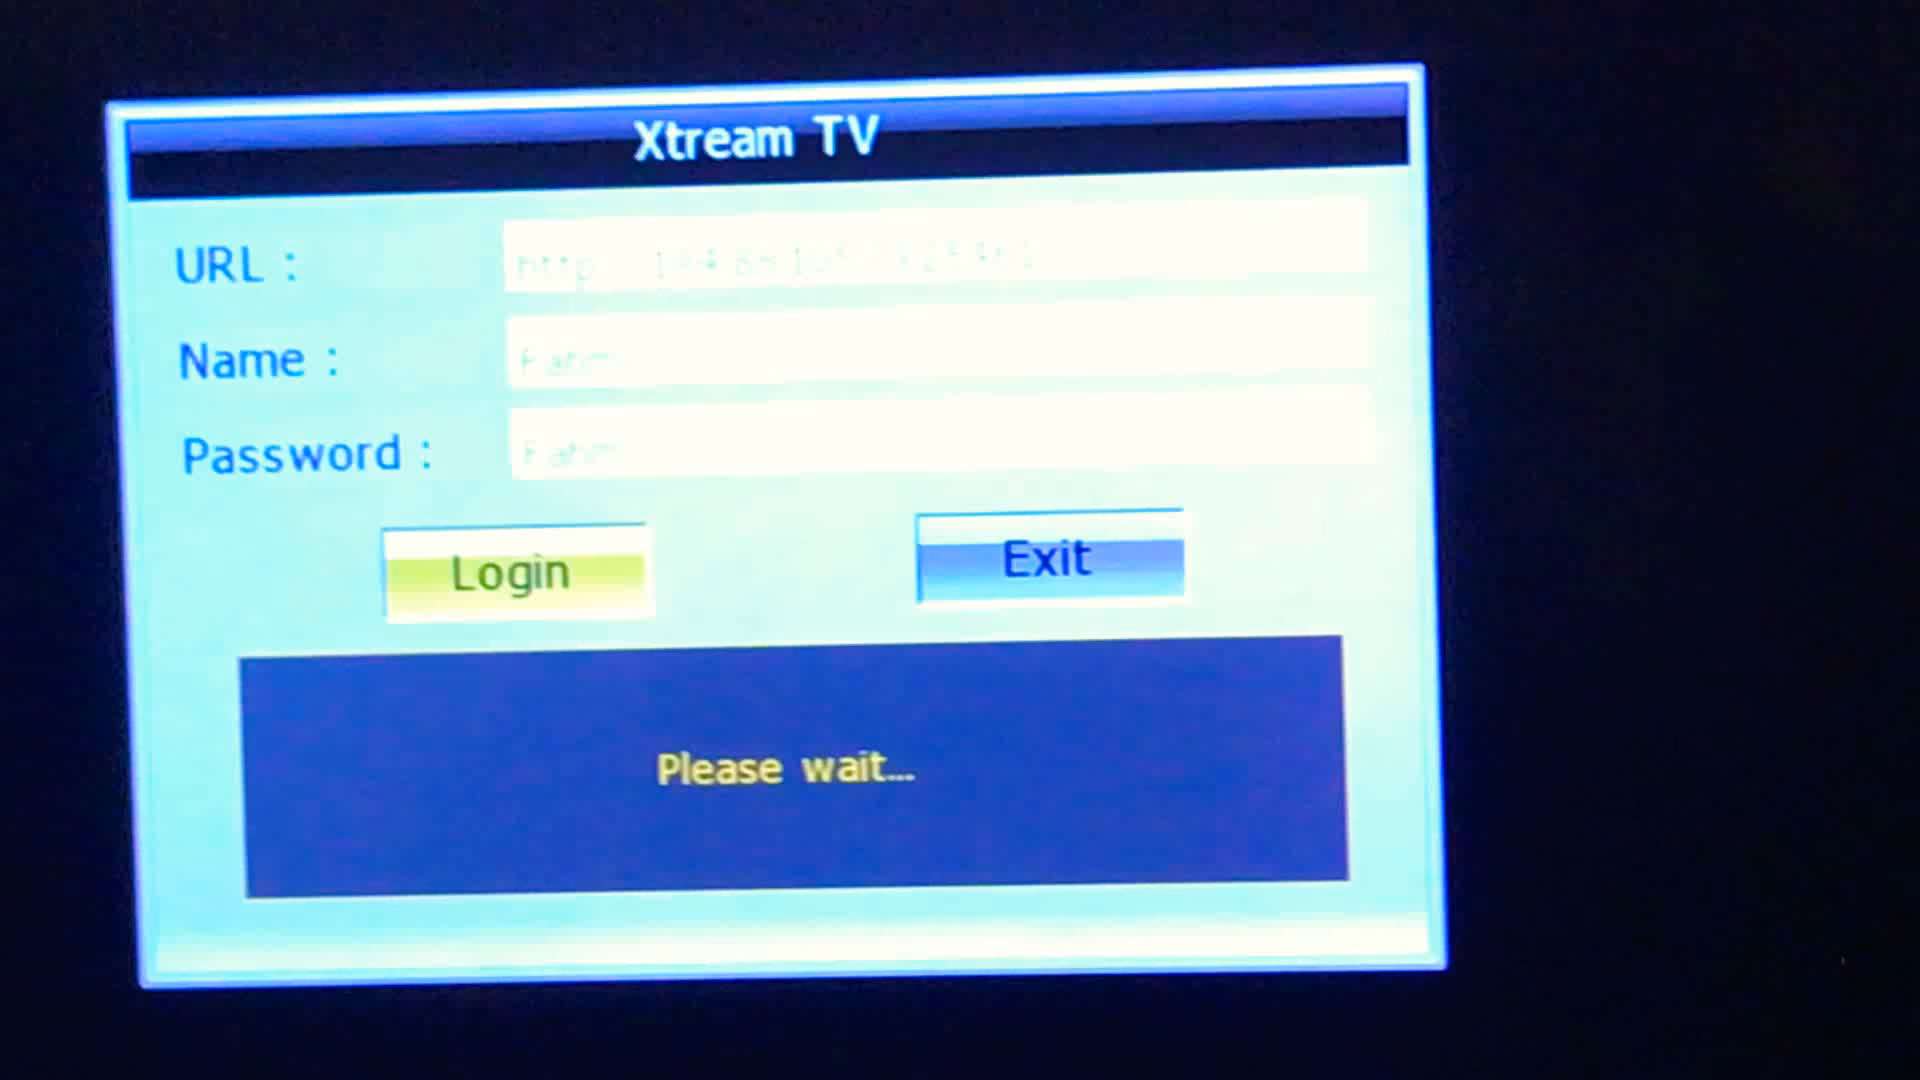 Xtream TV
URL :
Name :
Password :
Login
Exit
Please wait...